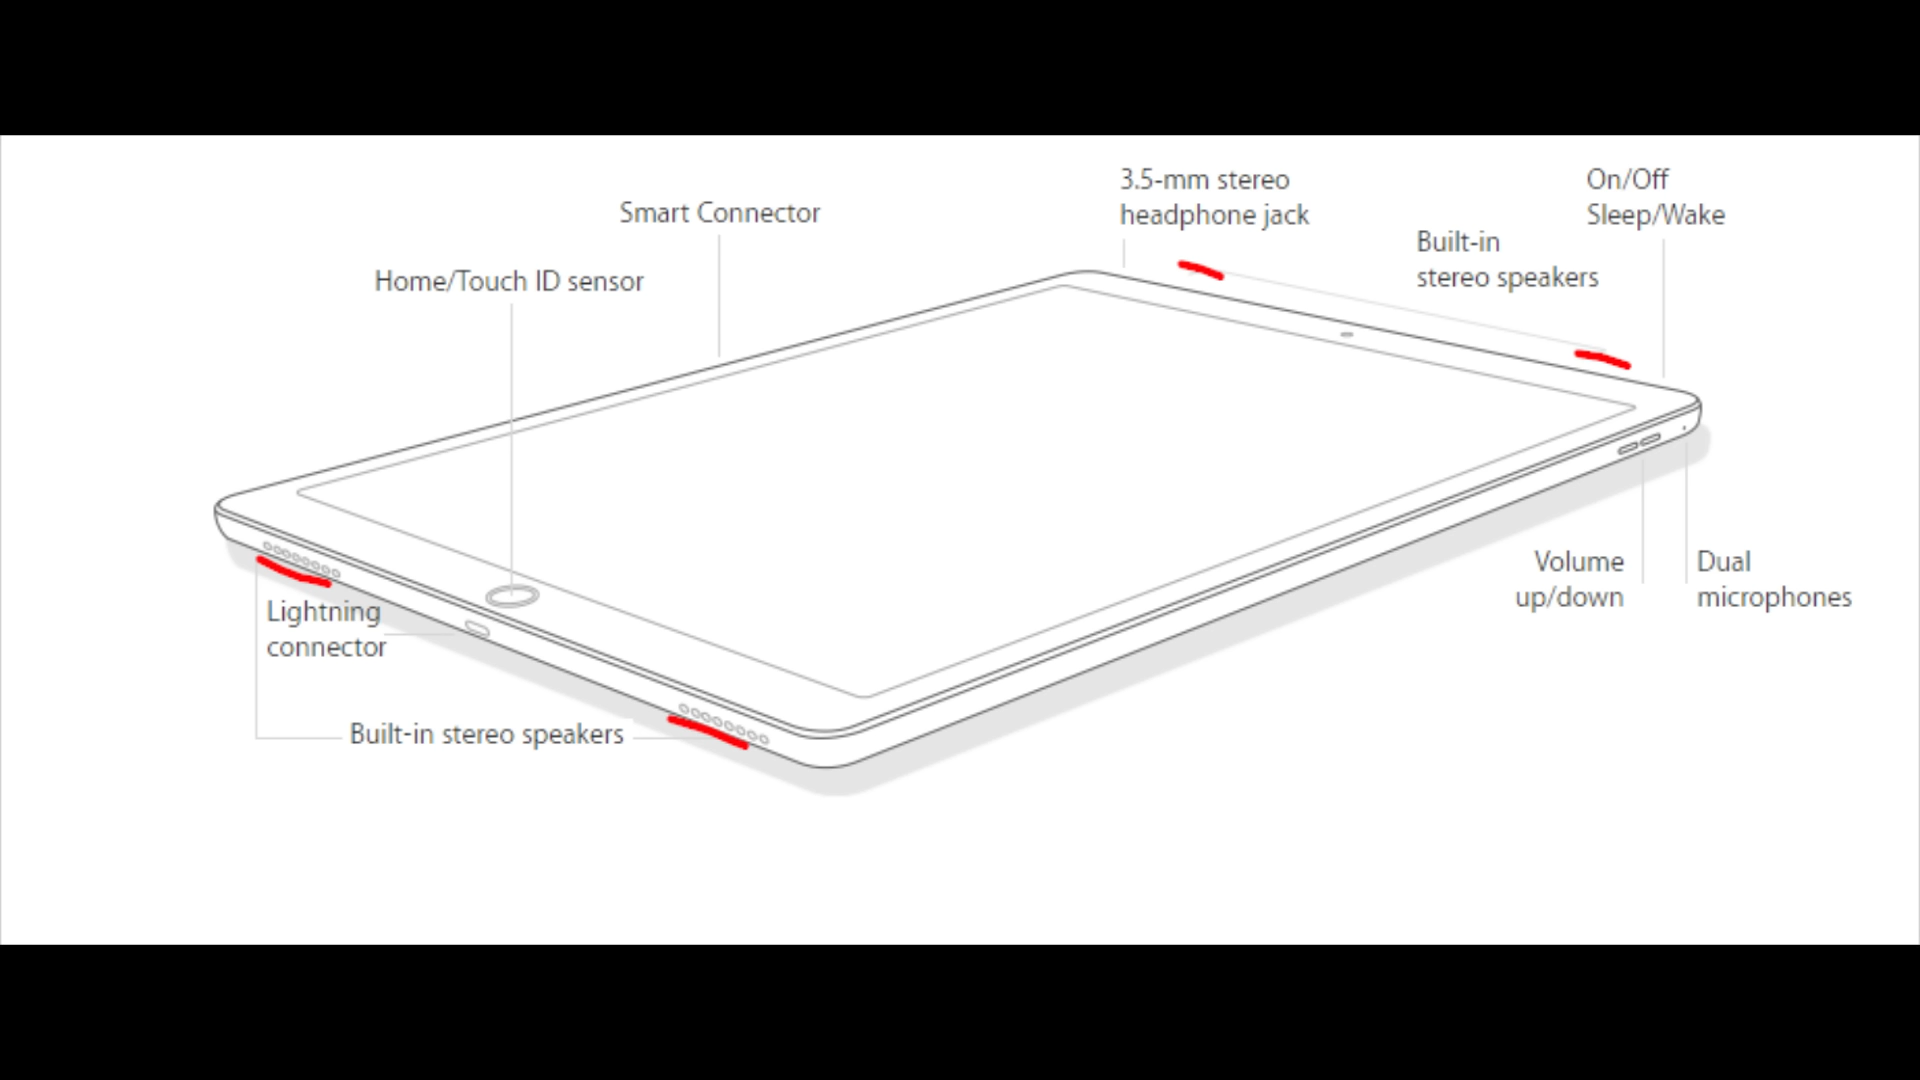 3.5-mm stereo
headphone jack
On/Off
Sleep/Wake
Smart Connector
Built-in
stereo speakers
Home/Touch ID sensor
Volume
up/down
Dual
microphones
Lightning
connector
Built-in stereo speakers